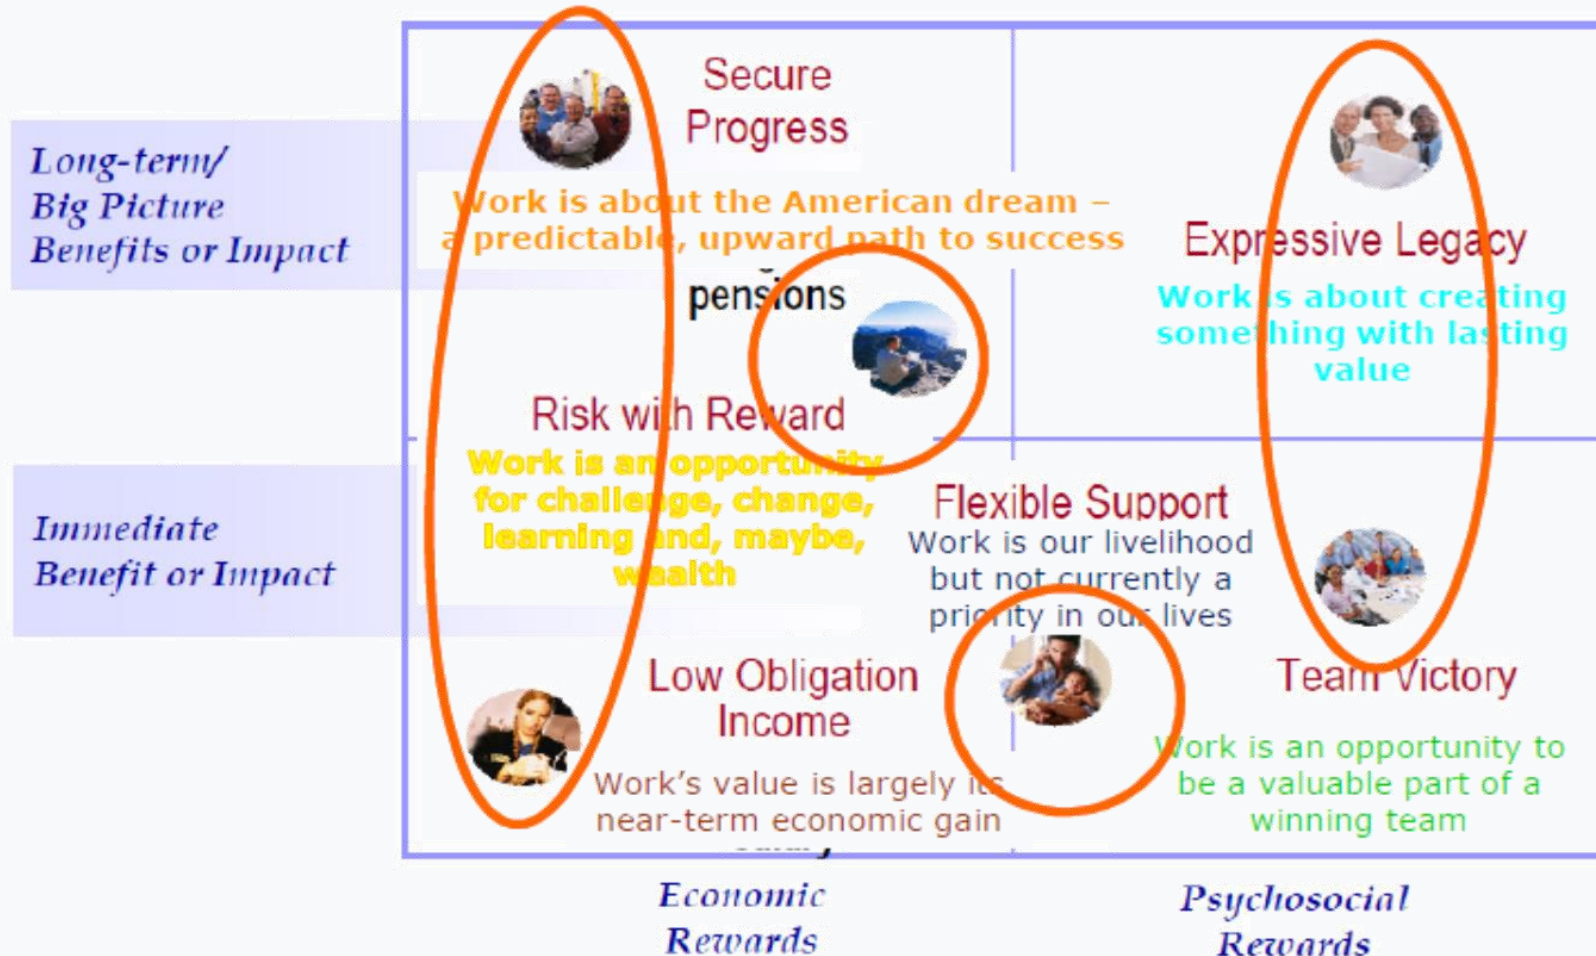 Secure
Progress
Long-term/
Big Picture
Benefits or Impact
Work is about the American dream –
a predictable, upward path to success
pensions
Expressive Legacy
Work is about creating
something with lasting
value
Risk with Reward
Work is an opportunity
for challenge, change,
learning and, maybe,
wealth
Immediate
Benefit or Impact
Flexible Support
Work is our livelihood
but not currently a
priority in our lives
Low Obligation
Income
Work's value is largely its
near-term economic gain
Team Victory
Work is an opportunity to
be a valuable part of a
winning team
Economic
Rewards
Psychosocial
Rewards